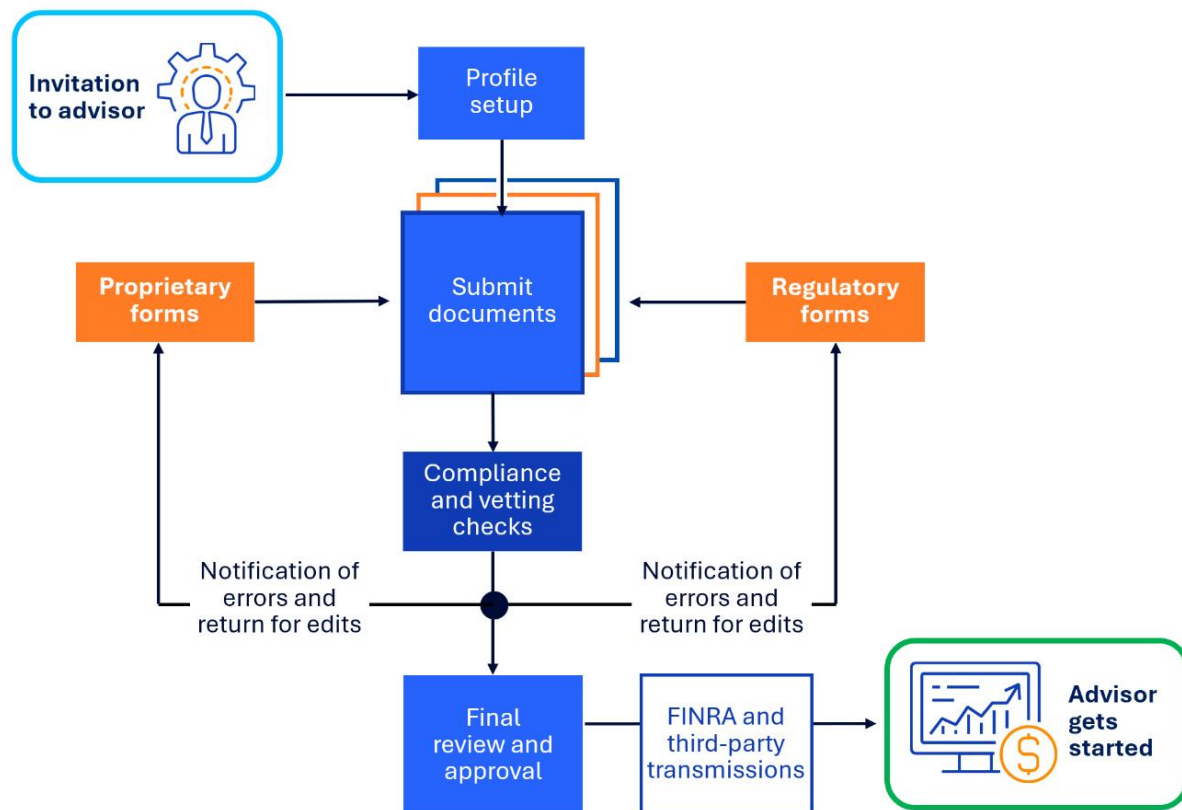 Invitation
to advisor
Profile
setup
Proprietary
forms
Submit
documents
Regulatory
forms
Compliance
and vetting
checks
Notification of
errors and
return for edits
Notification of
errors and
return for edits
Final
review and
approval
FINRA and
third-party
transmissions
$
Advisor
gets
started